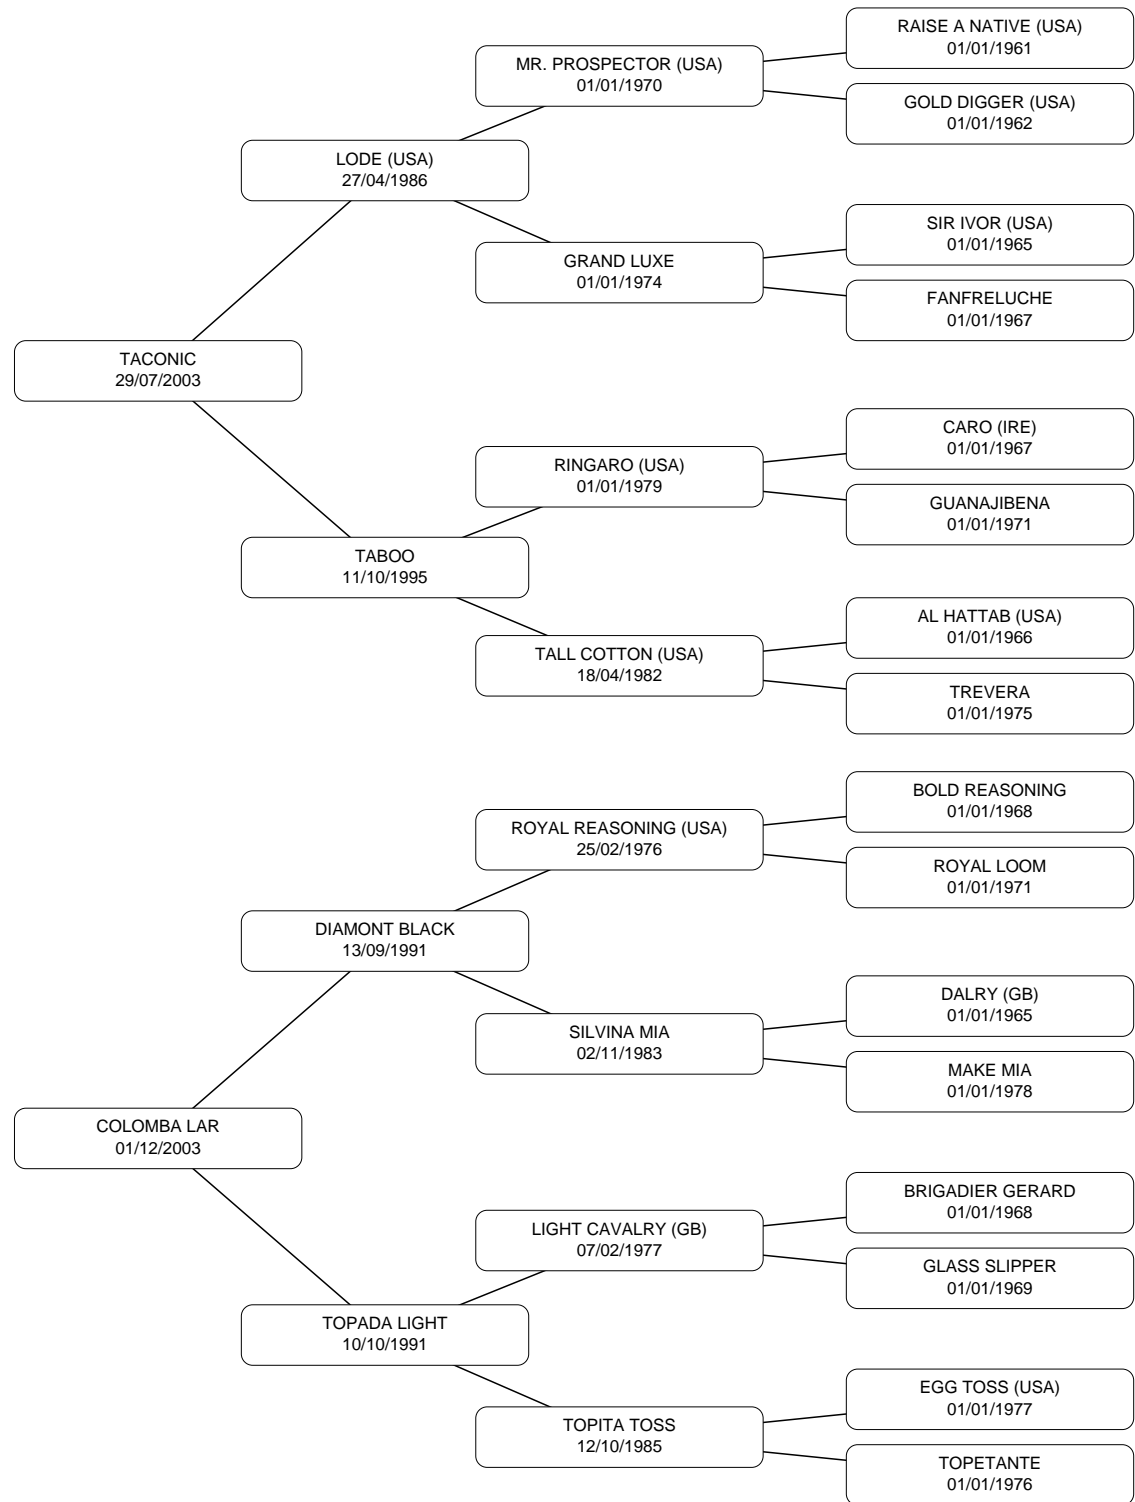 RAISE A NATIVE (USA)
01/01/1961
MR. PROSPECTOR (USA)
01/01/1970
GOLD DIGGER (USA)
01/01/1962
LODE (USA)
27/04/1986
SIR IVOR (USA)
01/01/1965
GRAND LUXE
01/01/1974
FANFRELUCHE
01/01/1967
TACONIC
29/07/2003
CARO (IRE)
01/01/1967
RINGARO (USA)
01/01/1979
GUANAJIBENA
01/01/1971
TABOO
11/10/1995
AL HATTAB (USA)
01/01/1966
TALL COTTON (USA)
18/04/1982
TREVERA
01/01/1975
BOLD REASONING
01/01/1968
ROYAL REASONING (USA)
25/02/1976
ROYAL LOOM
01/01/1971
DIAMONT BLACK
13/09/1991
DALRY (GB)
01/01/1965
SILVINA MIA
02/11/1983
MAKE MIA
01/01/1978
COLOMBA LAR
01/12/2003
BRIGADIER GERARD
01/01/1968
LIGHT CAVALRY (GB)
07/02/1977
GLASS SLIPPER
01/01/1969
TOPADA LIGHT
10/10/1991
EGG TOSS (USA)
01/01/1977
TOPITA TOSS
12/10/1985
TOPETANTE
01/01/1976